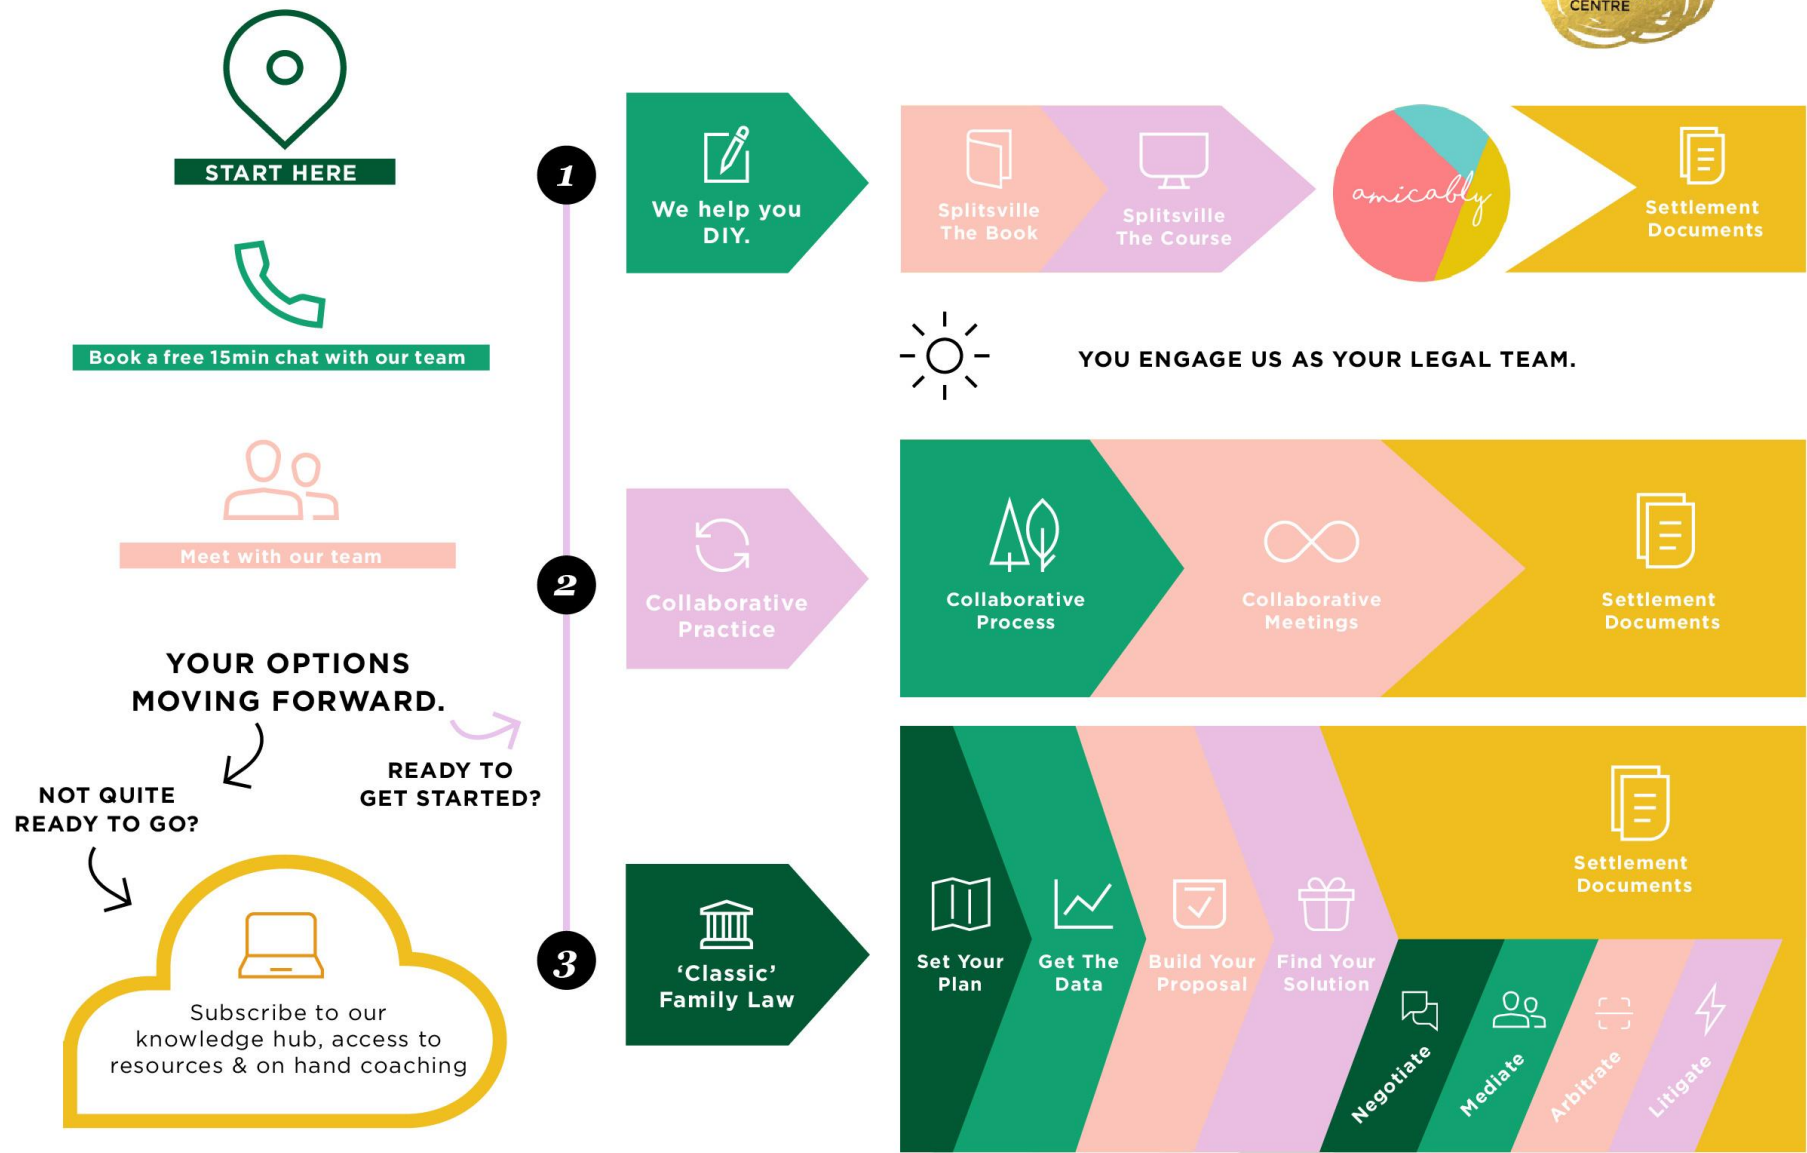 CENTRE
START HERE
Book a free 15min chat with our team
Meet with our team
YOUR OPTIONS
MOVING FORWARD.
NOT QUITE
READY TO GO?
READY TO
GET STARTED?
Subscribe to our
knowledge hub, access to
resources & on hand coaching
1
We help you
DIY.
Splitsville
The Book
Splitsville
The Course
amicably
Settlement
Documents
YOU ENGAGE US AS YOUR LEGAL TEAM.
2
Collaborative
Practice
Collaborative
Process
Collaborative
Meetings
Settlement
Documents
3
‘Classic’
Family Law
Set Your
Plan
Get The
Data
Build Your
Proposal
Find Your
Solution
Settlement
Documents
Negotiate
Mediate
Arbitrate
Litigate